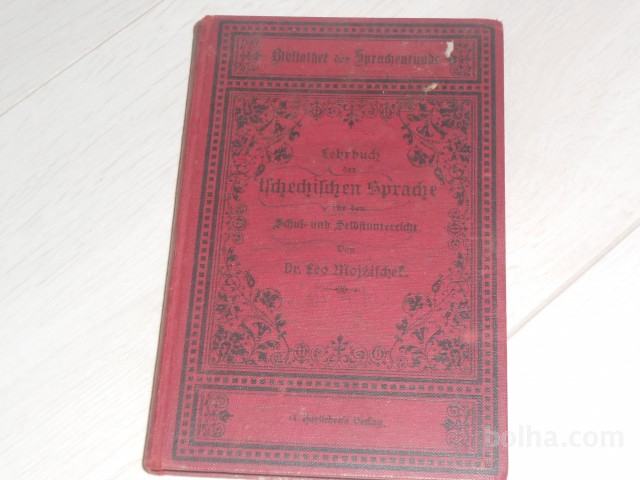 Bibliothek der Sprachenkunde
Lehrbuch
der
tschechischen Sprache
für den
Schul- und Selbstunterricht
Von
Dr. Leo Mojžischek.
A. Hartleben's Verlag.
bolha.com